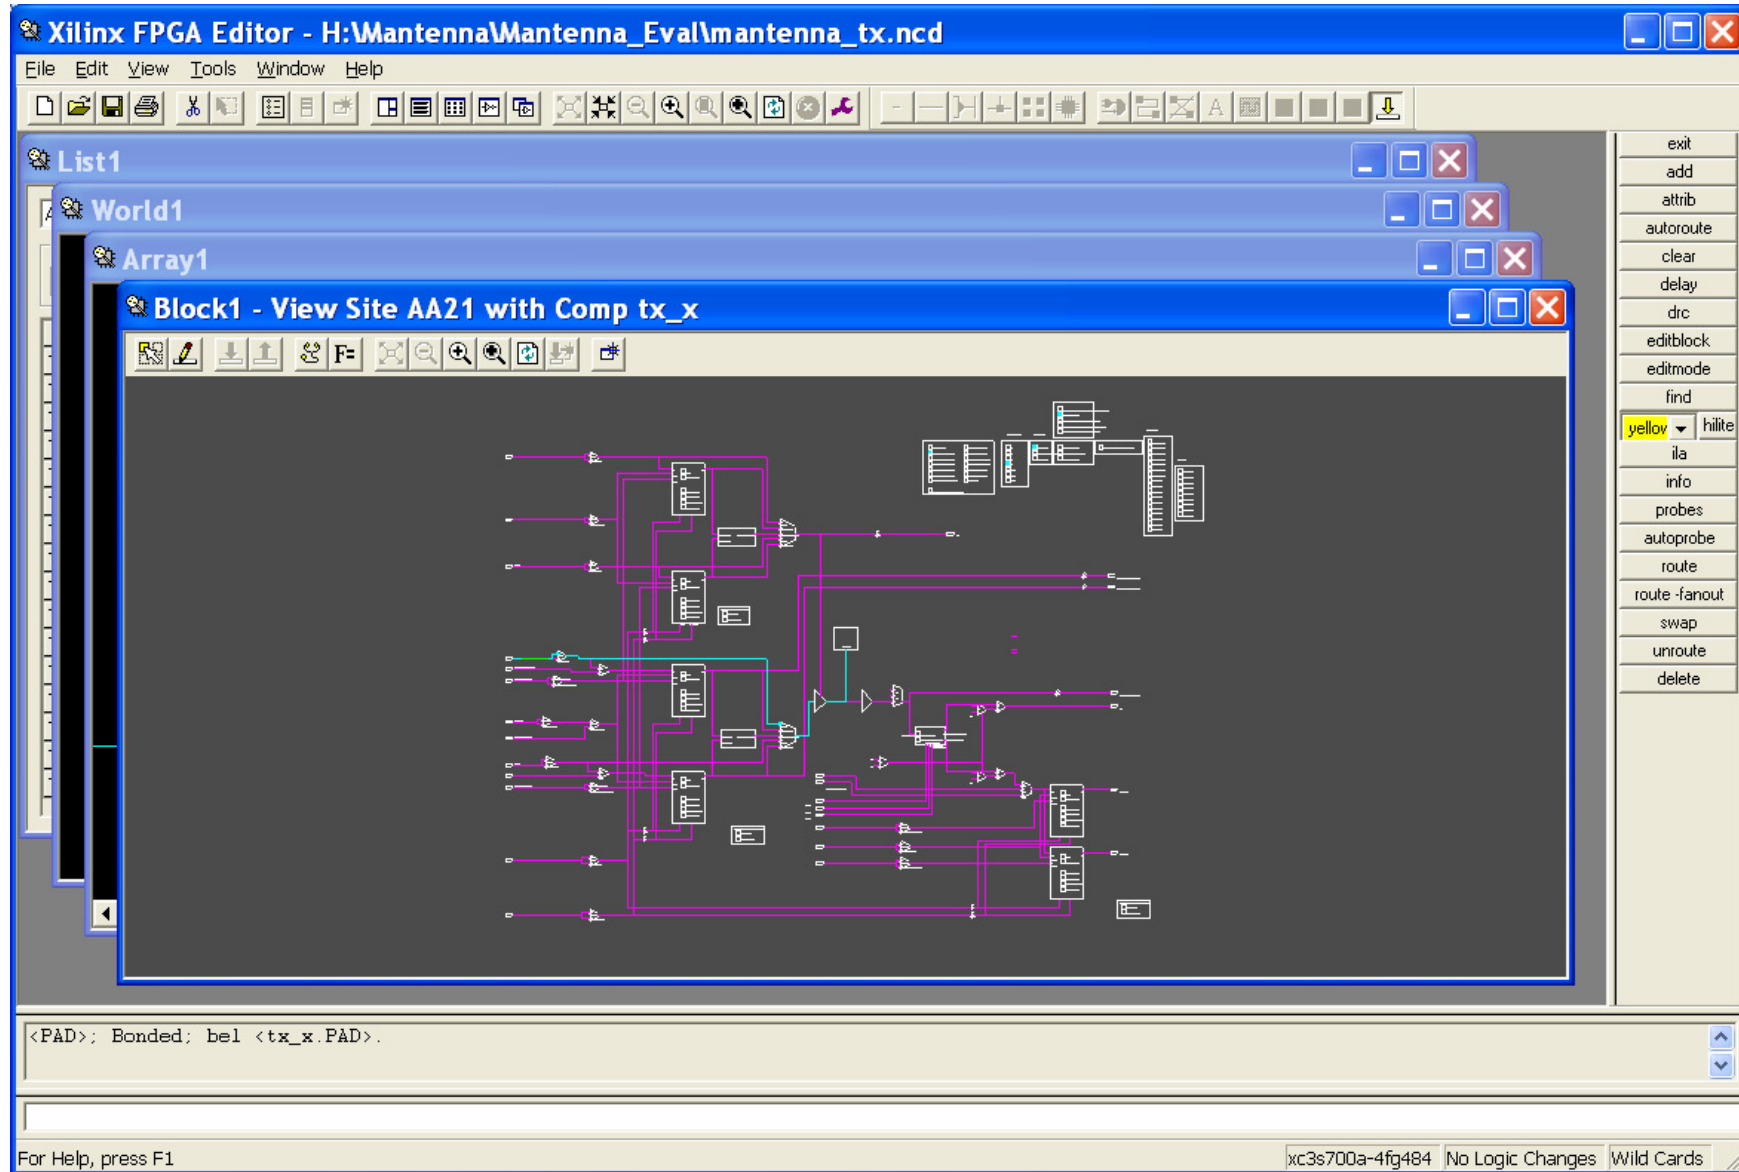 Xilinx FPGA Editor - H:\Mantenna\Mantenna_Eval\mantenna_tx.ncd
File Edit View Tools Window Help
List1
World1
Array1
Block1 - View Site AA21 with Comp tx_x
F=
exit
add
attrib
autoroute
clear
delay
drc
editblock
editmode
find
yellow hilite
ila
info
probes
autoprobe
route
route -fanout
swap
unroute
delete
<PAD>; Bonded; bel <tx_x.PAD>.
For Help, press F1
xc3s700a-4fg484 No Logic Changes Wild Cards